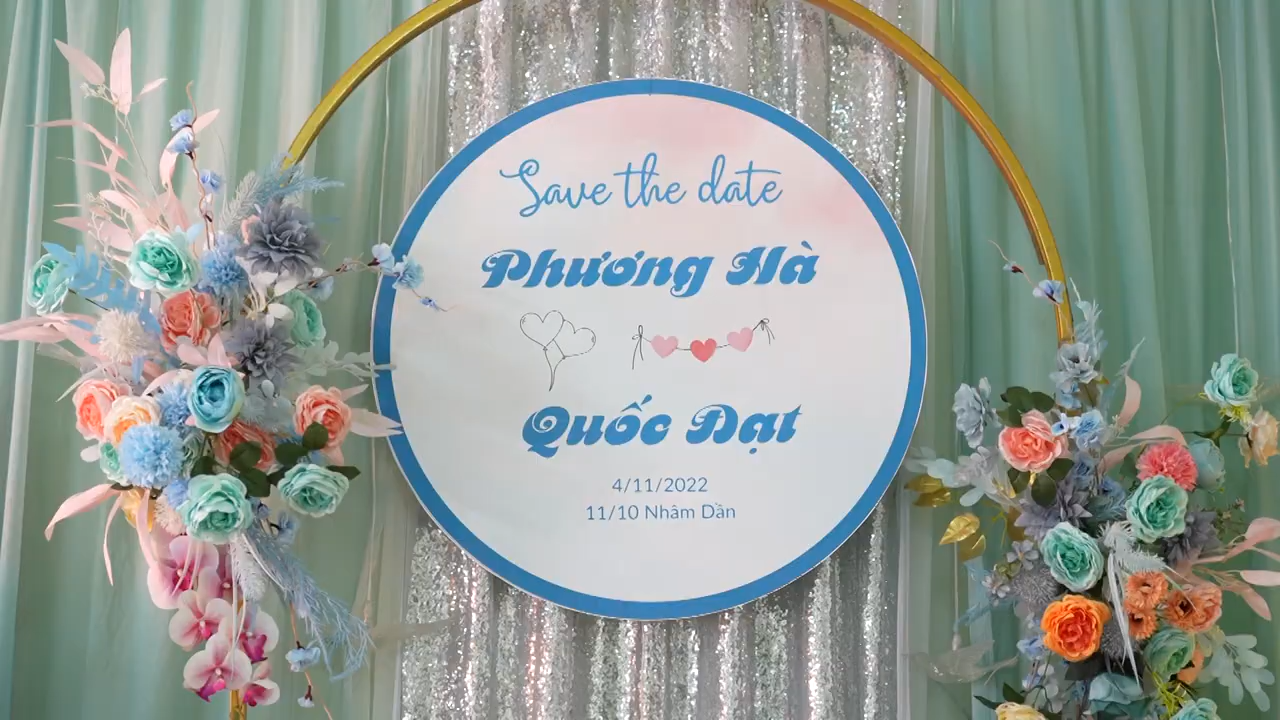 Save the date
Phương Hà
Quốc Đạt
4/11/2022
11/10 Nhâm Dần